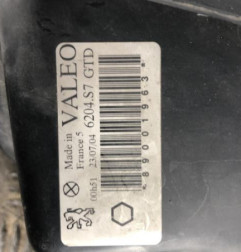 VALEO
Made in
France 5
6204.S7 GTD
00h51 23.07.04
*89001963*